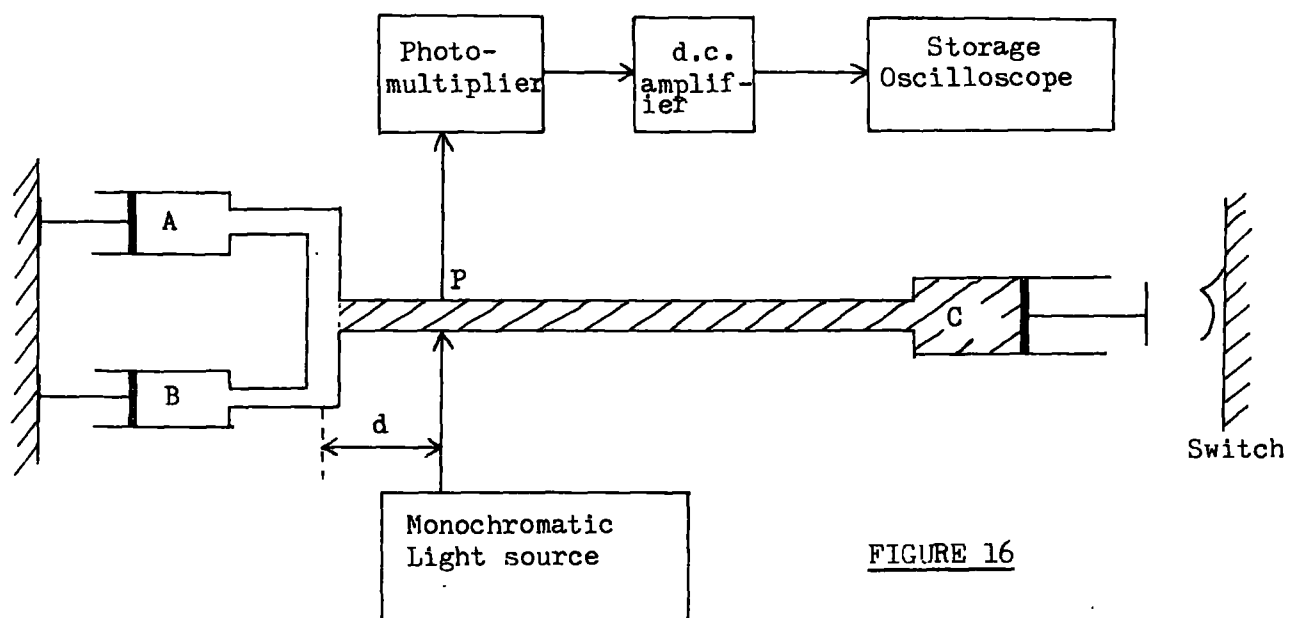 Photo-
multiplier
d.c.
amplif-
ier
Storage
Oscilloscope
A
P
C
B
d
Switch
Monochromatic
Light source
FIGURE 16